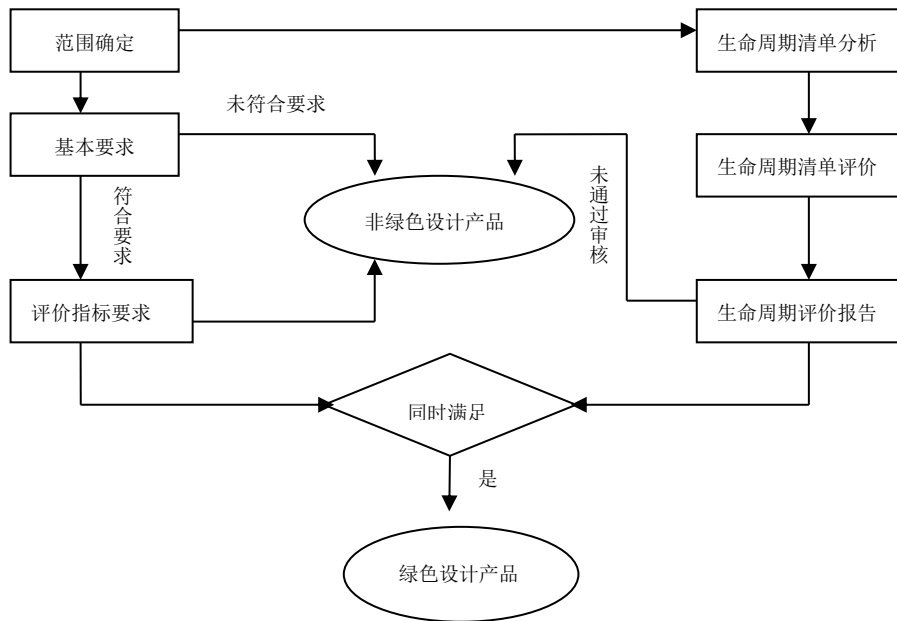 范围确定
生命周期清单分析
未符合要求
基本要求
生命周期清单评价
符合要求
未通过审核
非绿色设计产品
评价指标要求
生命周期评价报告
同时满足
是
绿色设计产品